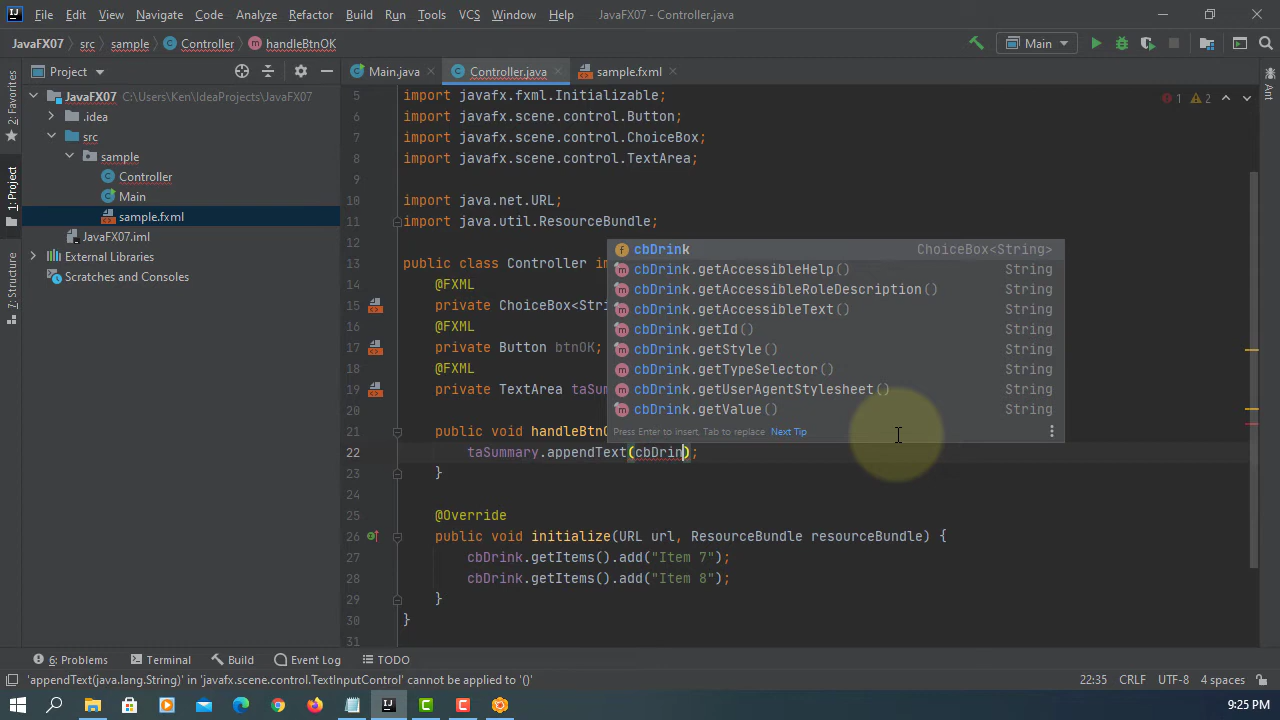 File Edit View Navigate Code Analyze Refactor Build Run Tools VCS Window Help JavaFX07 - Controller.java
JavaFX07 src sample Controller handleBtnOK Main
Project Main.java Controller.java sample.fxml
JavaFX07 C:\Users\Ken\IdeaProjects\JavaFX07
.idea
src
sample
Controller
Main
sample.fxml
JavaFX07.iml
External Libraries
Scratches and Consoles
2: Favorites
1: Project
7: Structure
Ant
1 2
5 import javafx.fxml.Initializable;
6 import javafx.scene.control.Button;
7 import javafx.scene.control.ChoiceBox;
8 import javafx.scene.control.TextArea;
9
10 import java.net.URL;
11 import java.util.ResourceBundle;
12
13 public class Controller im
14 @FXML
15 private ChoiceBox<Stri
16 @FXML
17 private Button btnOK;
18 @FXML
19 private TextArea taSum
20
21 public void handleBtnO
22 taSummary.appendText(cbDrin);
23 }
24
25 @Override
26 public void initialize(URL url, ResourceBundle resourceBundle) {
27 cbDrink.getItems().add("Item 7");
28 cbDrink.getItems().add("Item 8");
29 }
30 }
31
cbDrink ChoiceBox<String>
cbDrink.getAccessibleHelp() String
cbDrink.getAccessibleRoleDescription() String
cbDrink.getAccessibleText() String
cbDrink.getId() String
cbDrink.getStyle() String
cbDrink.getTypeSelector() String
cbDrink.getUserAgentStylesheet() String
cbDrink.getValue() String
Press Enter to insert, Tab to replace Next Tip
6: Problems Terminal Build Event Log TODO
'appendText(java.lang.String)' in 'javafx.scene.control.TextInputControl' cannot be applied to '()' 22:35 CRLF UTF-8 4 spaces
9:25 PM